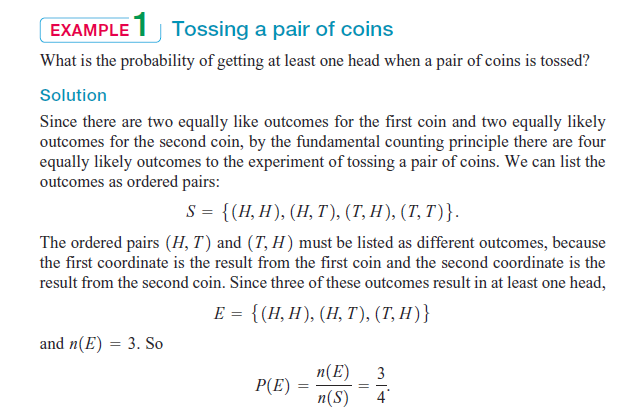 EXAMPLE 1 Tossing a pair of coins
What is the probability of getting at least one head when a pair of coins is tossed?
Solution
Since there are two equally like outcomes for the first coin and two equally likely
outcomes for the second coin, by the fundamental counting principle there are four
equally likely outcomes to the experiment of tossing a pair of coins. We can list the
outcomes as ordered pairs:
S = {(H, H), (H, T), (T, H), (T, T)}.
The ordered pairs (H, T) and (T, H) must be listed as different outcomes, because
the first coordinate is the result from the first coin and the second coordinate is the
result from the second coin. Since three of these outcomes result in at least one head,
E = {(H, H), (H, T), (T, H)}
and n(E) = 3. So
P(E) = n(E)/n(S) = 3/4.